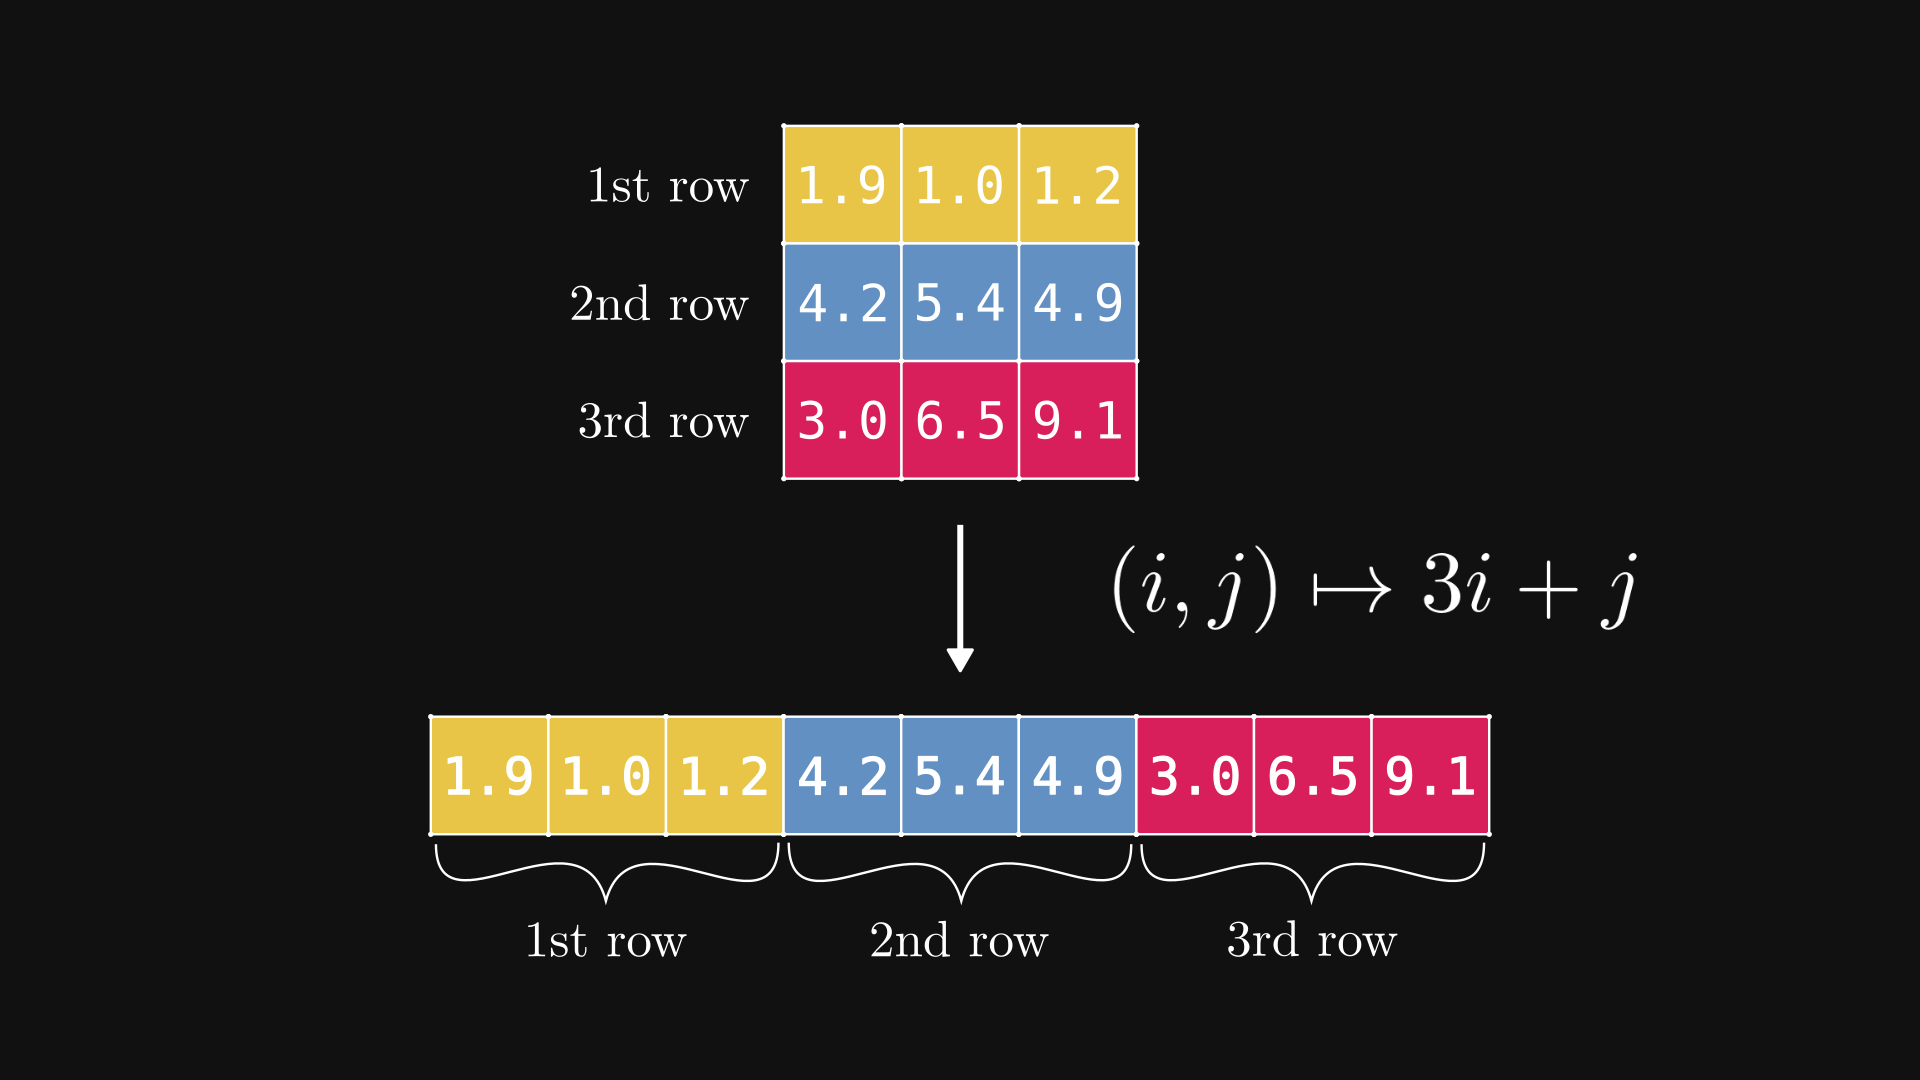 1st row 1.9 1.0 1.2
2nd row 4.2 5.4 4.9
3rd row 3.0 6.5 9.1
(i, j) ↦ 3i + j
1.9 1.0 1.2 4.2 5.4 4.9 3.0 6.5 9.1
1st row 2nd row 3rd row